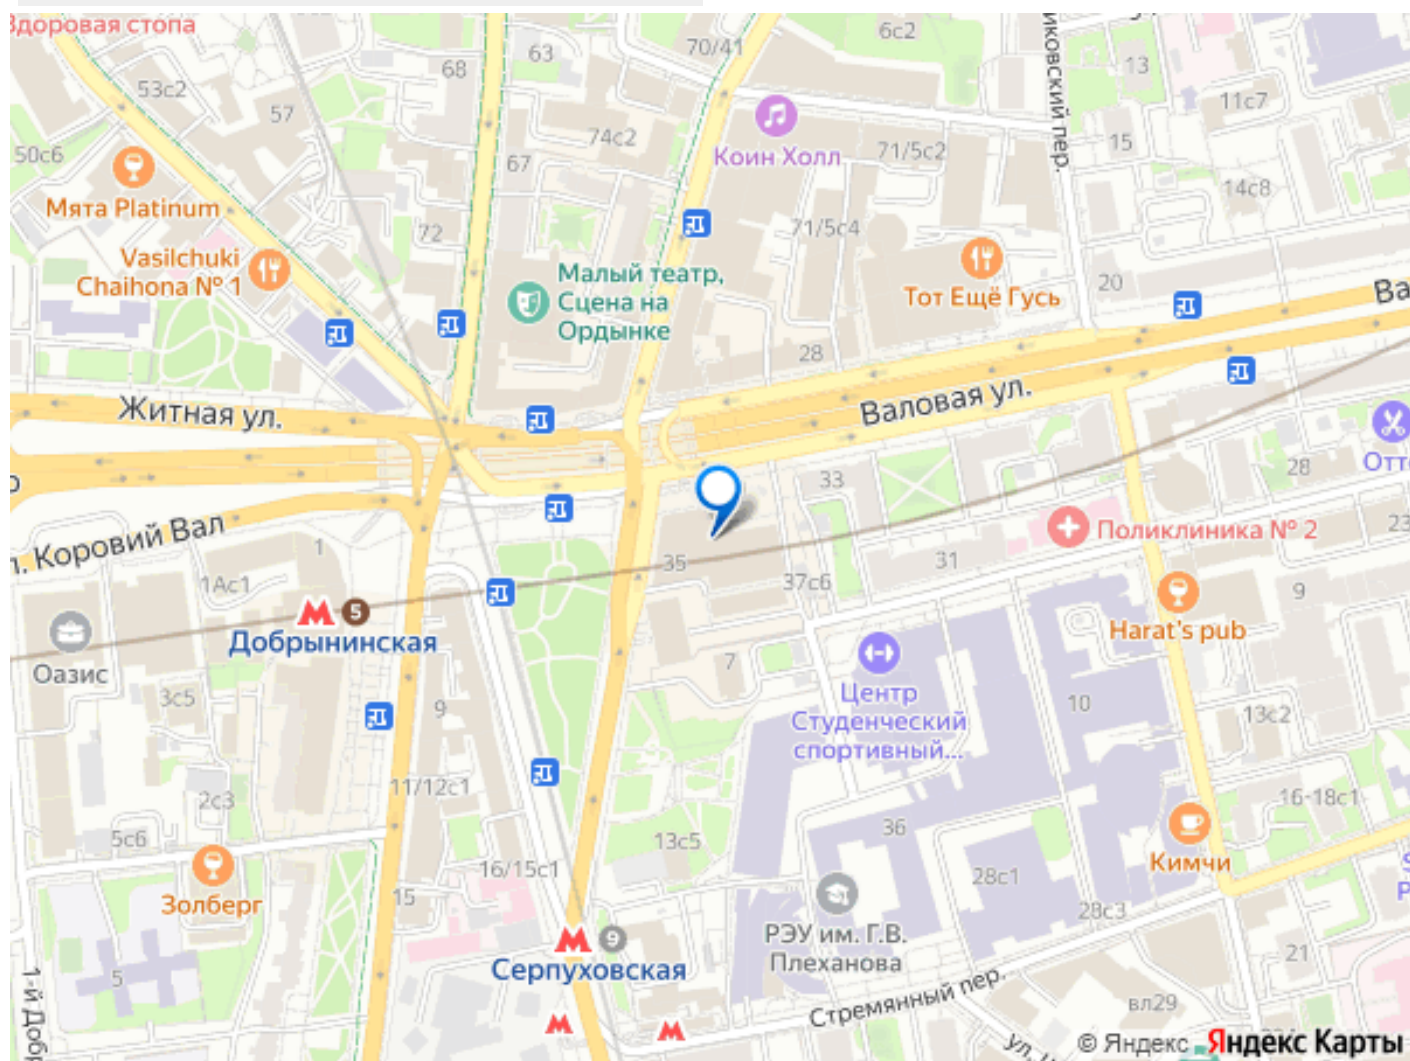 Здоровая стопа
63
70/41
6с2
68
53с2
57
13
11с7
Коин Холл
74с2
71/5с2
15
50с6
67
14с8
Мята Platinum
72
71/5с4
Vasilchuki
Chaihona № 1
Малый театр,
Сцена на
Ордынке
Тот Ещё Гусь
20
28
Житная ул.
Валовая ул.
33
28
Коровий Вал
1
1Ас1
35
37с6
31
Поликлиника № 2
23
5
Добрынинская
Оазис
9
Harat's pub
7
3с5
9
Центр
Студенческий
спортивный...
10
13с2
11/12с1
2с3
5с6
13с5
36
16-18с1
Кимчи
16/15с1
28с1
Золберг
15
28с3
РЭУ им. Г.В.
Плеханова
9
Серпуховская
21
5
Стремянный пер.
вл29
© Яндекс Яндекс Карты